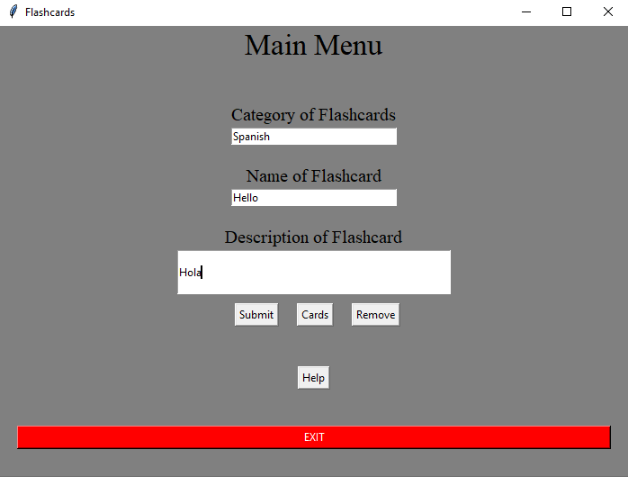 Flashcards
Main Menu
Category of Flashcards
Spanish
Name of Flashcard
Hello
Description of Flashcard
Hola
Submit Cards Remove
Help
EXIT